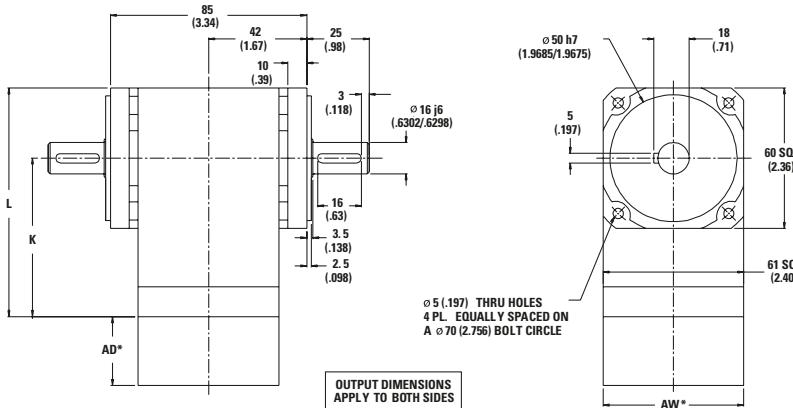 85
(3.34)
42
(1.67)
25
(.98)
10
(.39)
3
(.118)
Ø 16 j6
(.6302/.6298)
L
K
16
(.63)
3.5
(.138)
2.5
(.098)
AD*
OUTPUT DIMENSIONS
APPLY TO BOTH SIDES
Ø 50 h7
(1.9685/1.9675)
18
(.71)
5
(.197)
60 SQ
(2.36)
61 SQ
(2.40
Ø 5 (.197) THRU HOLES
4 PL. EQUALLY SPACED ON
A Ø 70 (2.756) BOLT CIRCLE
AW*